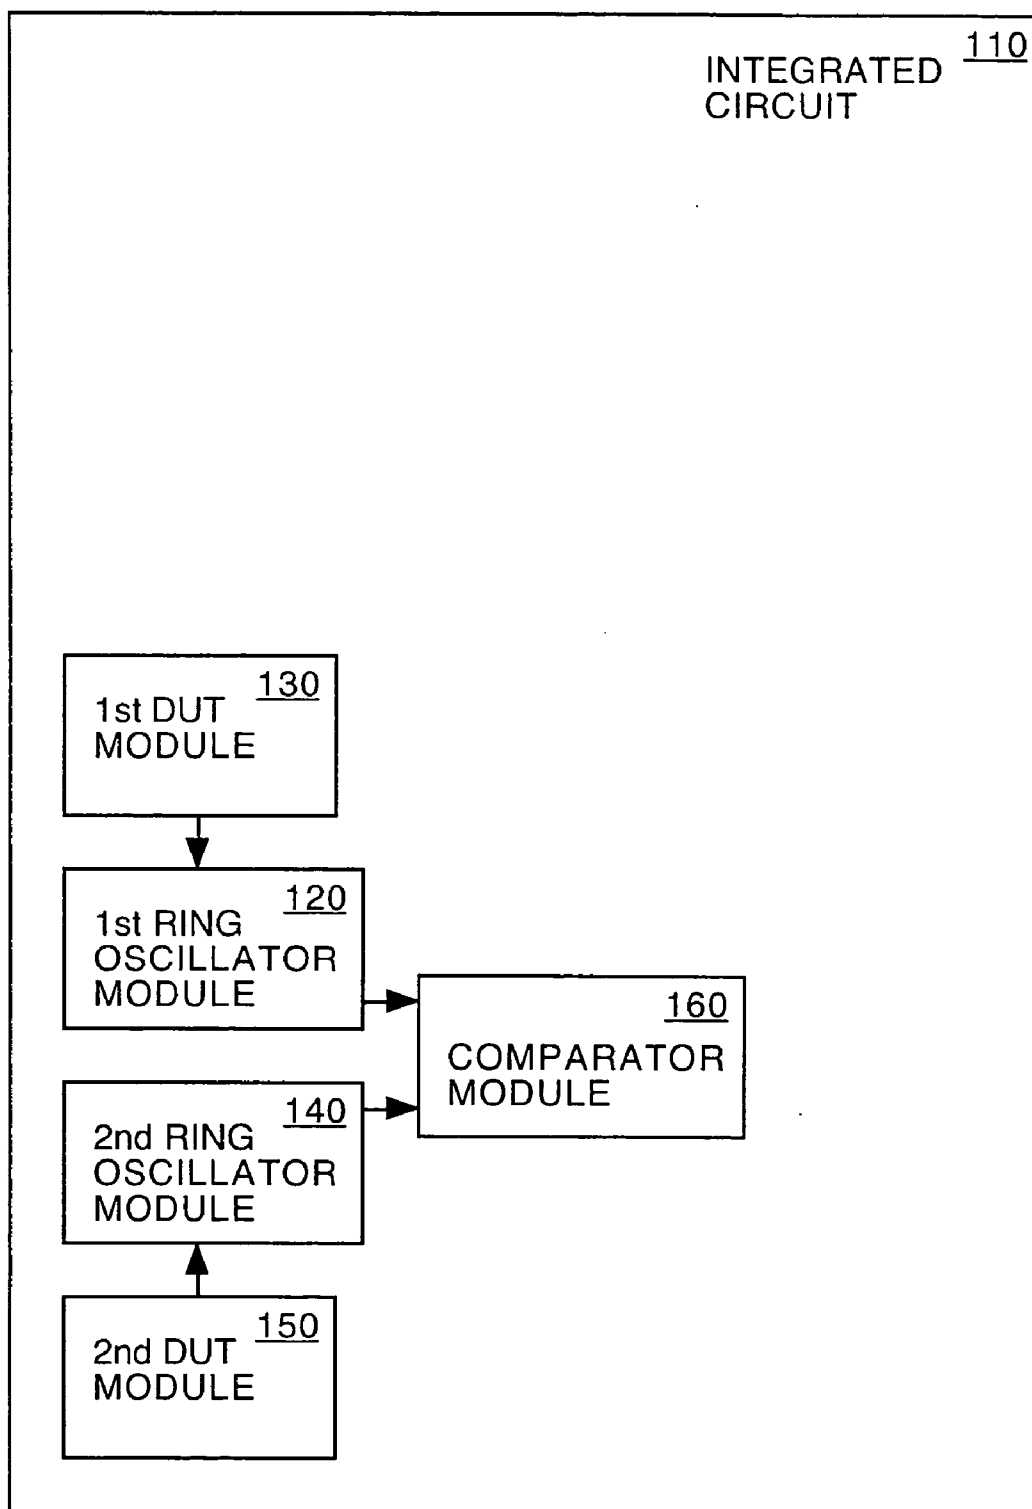 110
INTEGRATED
CIRCUIT
130
1st DUT
MODULE
120
1st RING
OSCILLATOR
MODULE
160
COMPARATOR
MODULE
140
2nd RING
OSCILLATOR
MODULE
150
2nd DUT
MODULE